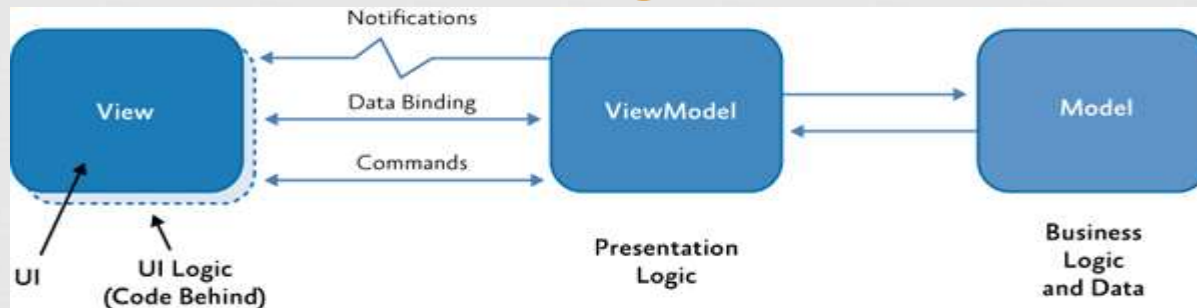 Notifications
View
Data Binding
ViewModel
Model
Commands
UI
UI Logic
(Code Behind)
Presentation
Logic
Business
Logic
and Data